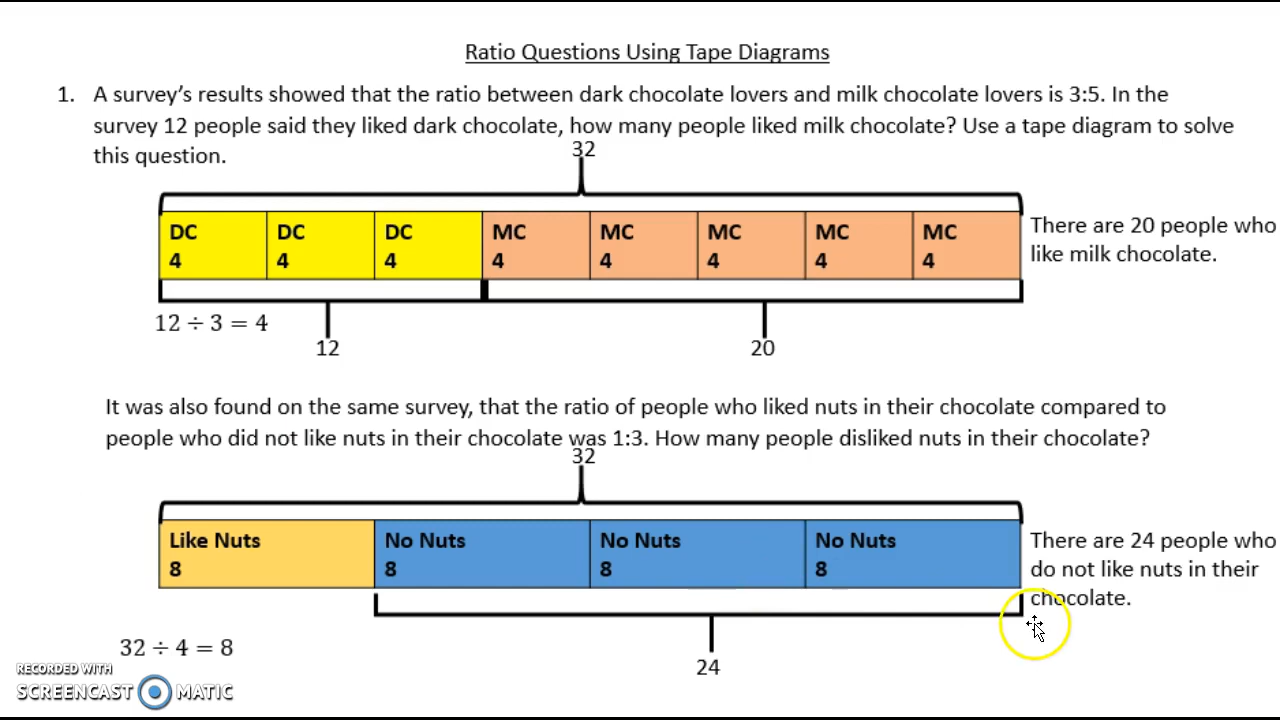 Ratio Questions Using Tape Diagrams
1. A survey's results showed that the ratio between dark chocolate lovers and milk chocolate lovers is 3:5. In the
survey 12 people said they liked dark chocolate, how many people liked milk chocolate? Use a tape diagram to solve
this question.
32
DC DC DC MC MC MC MC MC
4 4 4 4 4 4 4 4
There are 20 people who
like milk chocolate.
12 ÷ 3 = 4
12 20
It was also found on the same survey, that the ratio of people who liked nuts in their chocolate compared to
people who did not like nuts in their chocolate was 1:3. How many people disliked nuts in their chocolate?
32
Like Nuts No Nuts No Nuts No Nuts
8 8 8 8
There are 24 people who
do not like nuts in their
chocolate.
32 ÷ 4 = 8
24
RECORDED WITH
SCREENCAST MATIC